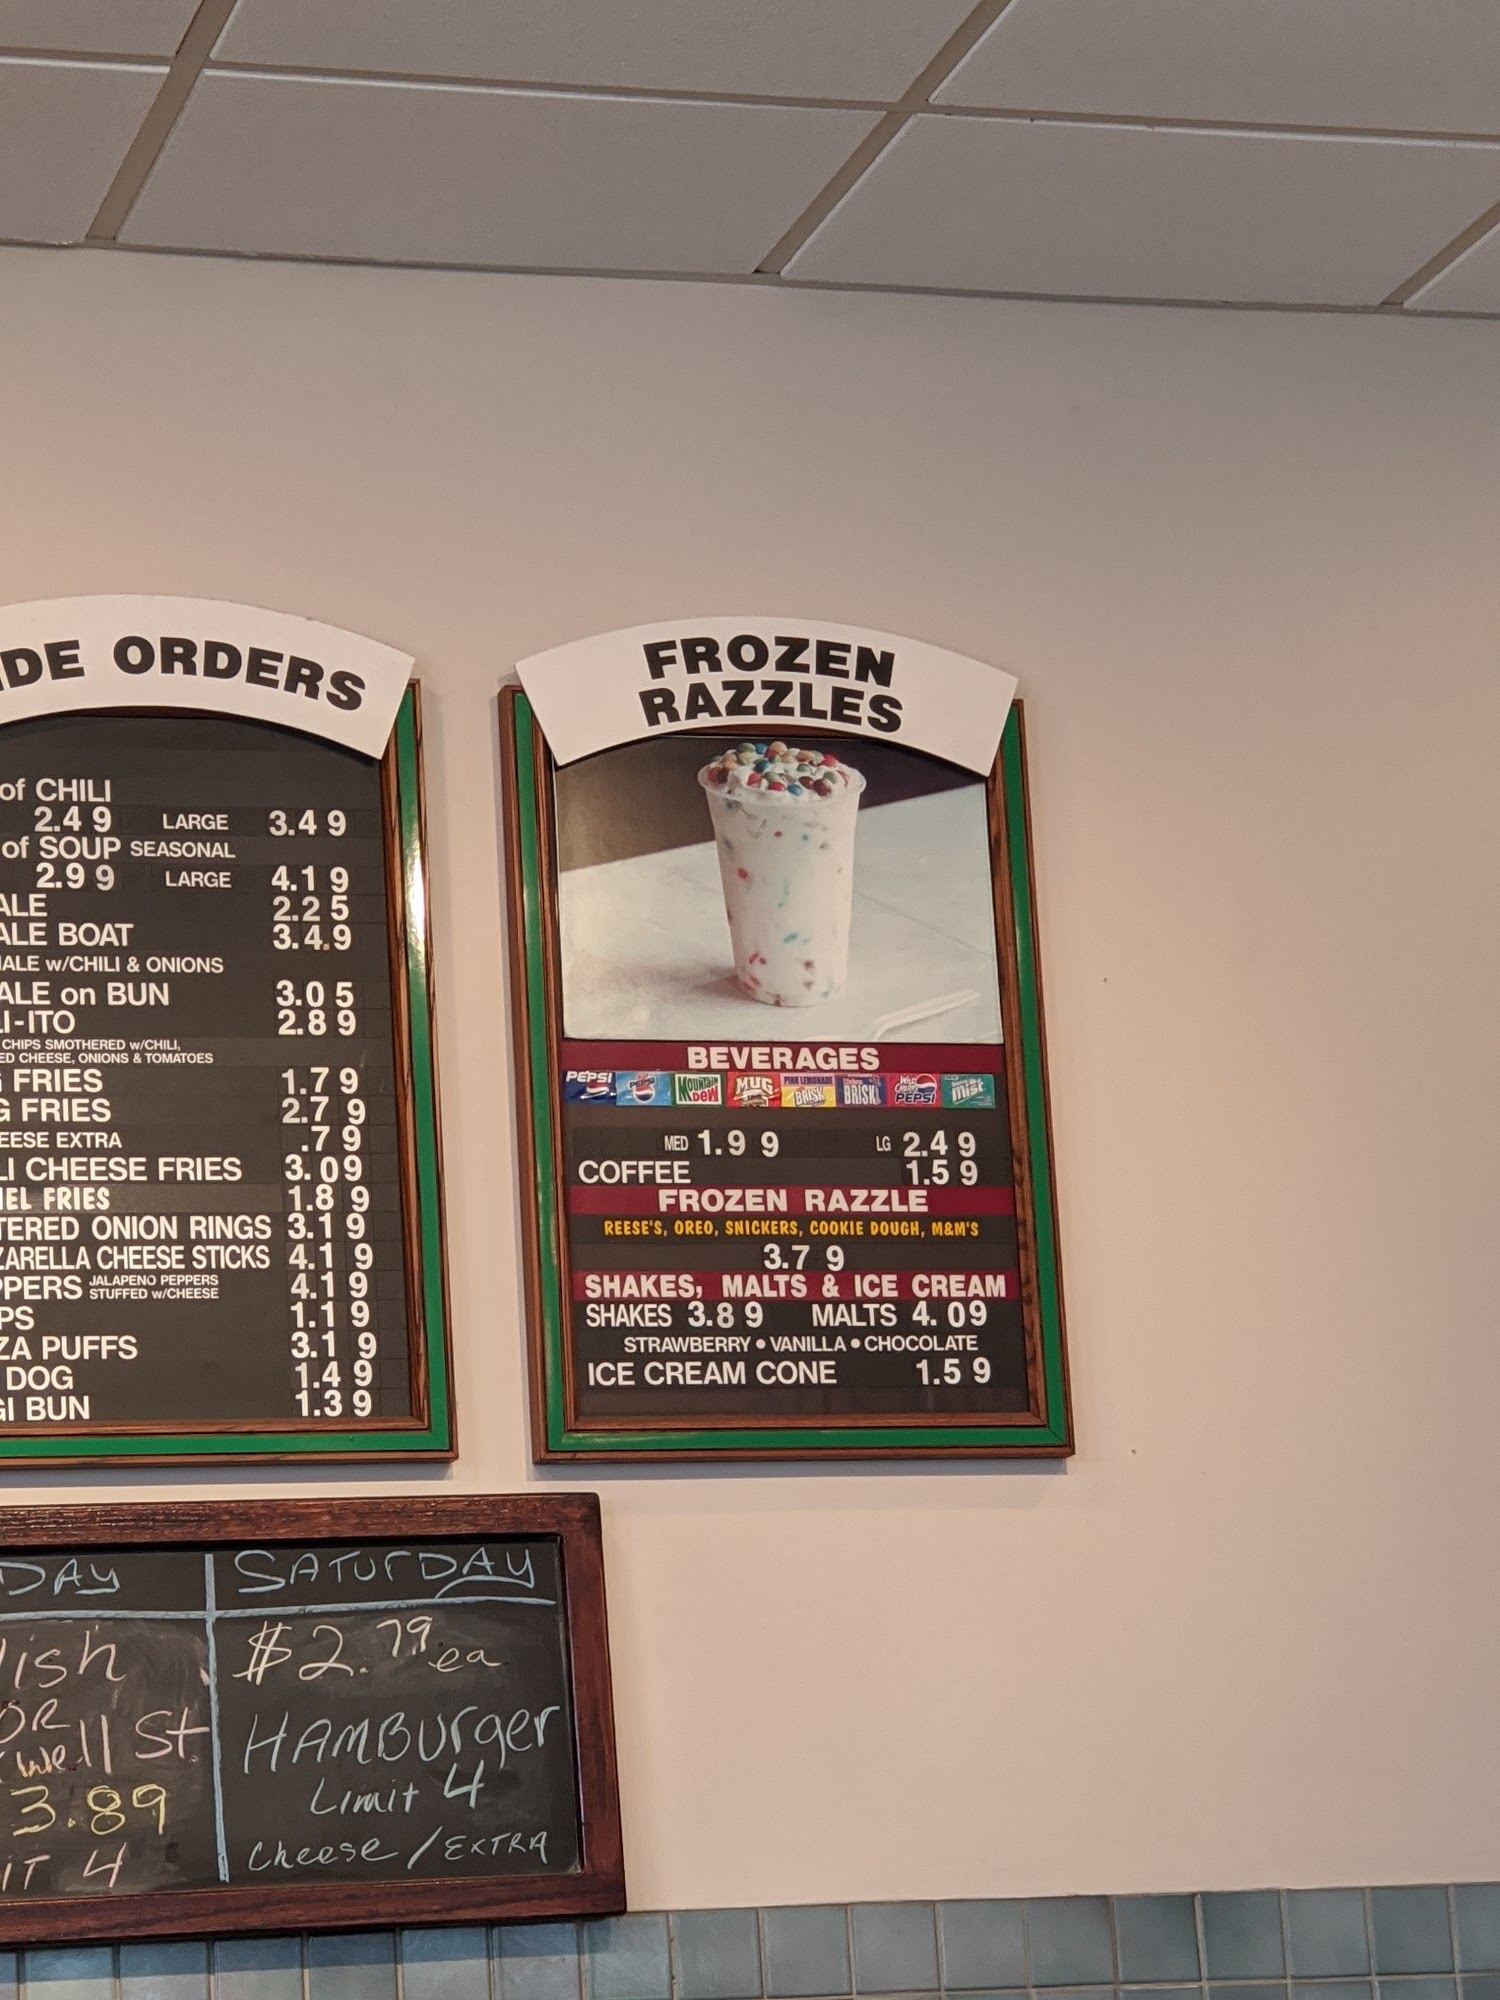 DE ORDERS
of CHILI
2.49 LARGE 3.49
of SOUP SEASONAL
2.99 LARGE 4.19
ALE 2.25
ALE BOAT 3.49
ALE w/CHILI & ONIONS
ALE on BUN 3.05
I-ITO 2.89
CHIPS SMOTHERED w/CHILI,
ED CHEESE, ONIONS & TOMATOES
FRIES 1.79
G FRIES 2.79
EESE EXTRA .79
LI CHEESE FRIES 3.09
EL FRIES 1.89
TERED ONION RINGS 3.19
ZARELLA CHEESE STICKS 4.19
PPERS JALAPENO PEPPERS STUFFED w/CHEESE 4.19
PS 1.19
ZA PUFFS 3.19
DOG 1.49
GI BUN 1.39
FROZEN
RAZZLES
BEVERAGES
PEPSI PEPSI MOUNTAIN DEW MUG PINK LEMONADE BRISK BRISK WILD CHERRY PEPSI MIST
MED 1.99 LG 2.49
COFFEE 1.59
FROZEN RAZZLE
REESE'S, OREO, SNICKERS, COOKIE DOUGH, M&M'S
3.79
SHAKES, MALTS & ICE CREAM
SHAKES 3.89 MALTS 4.09
STRAWBERRY • VANILLA • CHOCOLATE
ICE CREAM CONE 1.59
DAY
lish
OR
well St.
3.89
IT 4
SATURDAY
$2.79 ea
HAMBURGER
Limit 4
Cheese / EXTRA